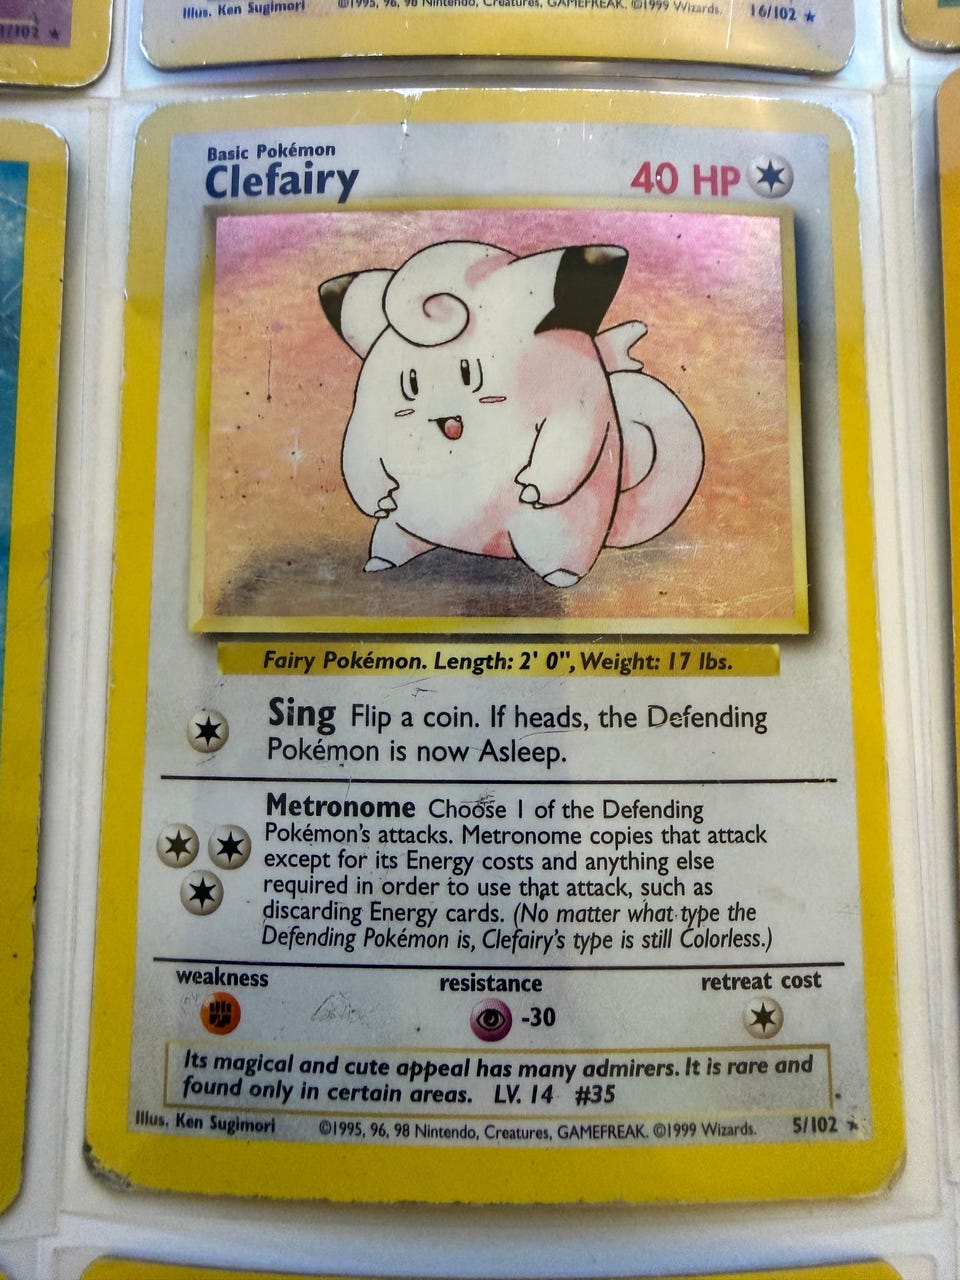 Illus. Ken Sugimori ©1995, 96, 98 Nintendo, Creatures, GAMEFREAK. ©1999 Wizards. 16/102 ★
/102 ★
Basic Pokémon
Clefairy
40 HP
Fairy Pokémon. Length: 2' 0", Weight: 17 lbs.
Sing Flip a coin. If heads, the Defending
Pokémon is now Asleep.
Metronome Choose 1 of the Defending
Pokémon's attacks. Metronome copies that attack
except for its Energy costs and anything else
required in order to use that attack, such as
discarding Energy cards. (No matter what type the
Defending Pokémon is, Clefairy's type is still Colorless.)
weakness resistance retreat cost
-30
Its magical and cute appeal has many admirers. It is rare and
found only in certain areas. LV. 14 #35
Illus. Ken Sugimori ©1995, 96, 98 Nintendo, Creatures, GAMEFREAK. ©1999 Wizards. 5/102 ★